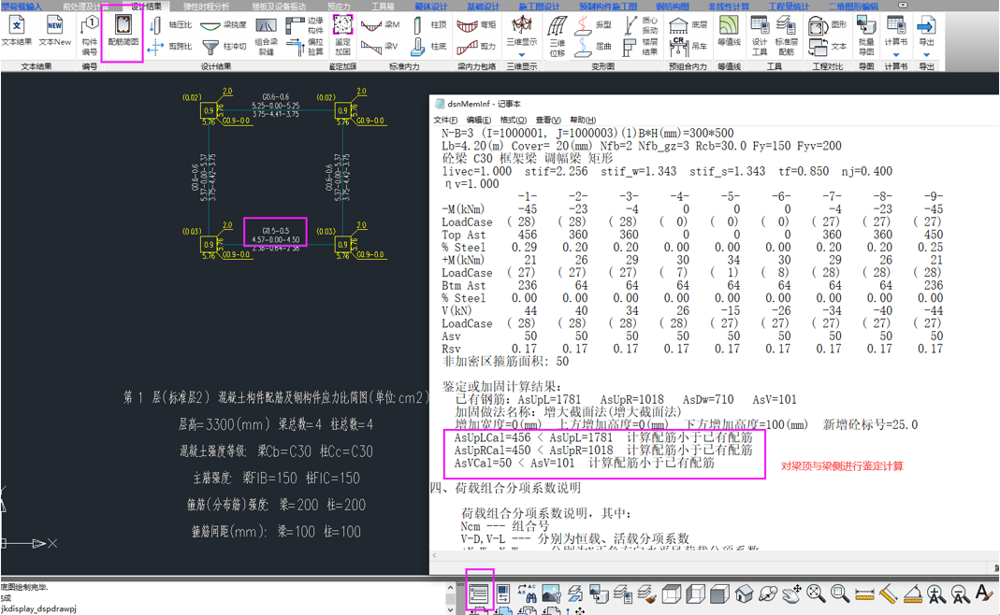 荷载输入 前处理及计算 设计结果 弹性时程分析 楼板及设备振动 预应力 工具箱 砌体设计 基础设计 施工图设计 预制构件施工图 钢结构图 非线性计算 工程量统计 二维图形编辑
文本结果 文本New 构件编号 配筋简图 轴压比 剪跨比 梁挠度 柱冲切 组合梁 边缘构件 偏拉验算 鉴定加固 梁M 梁V 柱顶 柱底 弯矩 剪力 三维显示 三维位移 振型 屈曲 质心振动 楼层结果 底层 吊车 等值线 设计工具 标准层配筋 图形 文本 批量导图 计算书 导出
文本结果 编号 设计结果 鉴定加固 标准内力 梁内力包络 三维显示 变形图 预组合内力 等值线 工具 工程对比 导图 计算书 导出
(0.02) 2.0 G0.6-0.6 (0.02) 2.0
0.9 5.76 5.25-0.00-5.25 0.9 5.76
3.75-4.41-3.75
5.76 G0.9-0.0 5.76 G0.9-0.0
G0.6-0.6 5.37-0.00-5.37 3.75-4.42-3.75
G0.6-0.6 5.37-0.00-5.37 3.75-4.42-3.75
(0.03) 2.0 G0.5-0.5 (0.03) 2.0
0.9 5.76 4.57-0.00-4.50 0.9 5.76
2.36-0.64-2.36
5.76 G0.9-0.0 5.76 G0.9-0.0
第 1 层(标准层2) 混凝土构件配筋及钢构件应力比简图(单位:cm2)
层高=3300(mm) 梁总数=4 柱总数=4
混凝土强度等级: 梁Cb=C30 柱Cc=C30
主筋强度: 梁FIB=150 柱FIC=150
箍筋(分布筋)强度: 梁=200 柱=200
箍筋间距(mm): 梁=100 柱=100
X
dsnMemInf - 记事本
文件(F) 编辑(E) 格式(O) 查看(V) 帮助(H)
N-B=3 (I=1000001, J=1000003)(1)B*H(mm)=300*500
Lb=4.20(m) Cover= 20(mm) Nfb=2 Nfb_gz=3 Rcb=30.0 Fy=150 Fyv=200
砼梁 C30 框架梁 调幅梁 矩形
livec=1.000 stif=2.256 stif_w=1.343 stif_s=1.343 tf=0.850 nj=0.400
ηv=1.000
-1- -2- -3- -4- -5- -6- -7- -8- -9-
-M(kNm) -45 -23 -4 0 0 0 -4 -23 -45
LoadCase ( 28) ( 28) ( 28) ( 0) ( 0) ( 0) ( 27) ( 27) ( 27)
Top Ast 456 360 360 0 0 0 360 360 450
% Steel 0.29 0.20 0.20 0.00 0.00 0.00 0.20 0.20 0.25
+M(kNm) 21 26 29 30 34 30 29 26 21
LoadCase ( 27) ( 27) ( 27) ( 7) ( 1) ( 8) ( 28) ( 28) ( 28)
Btm Ast 236 64 64 64 64 64 64 64 236
% Steel 0.00 0.00 0.00 0.00 0.00 0.00 0.00 0.00 0.00
V(kN) 44 40 34 26 -15 -26 -34 -40 -44
LoadCase ( 28) ( 28) ( 28) ( 28) ( 27) ( 27) ( 27) ( 27) ( 27)
Asv 50 50 50 50 50 50 50 50 50
Rsv 0.17 0.17 0.17 0.17 0.17 0.17 0.17 0.17 0.17
非加密区箍筋面积: 50
鉴定或加固计算结果:
已有钢筋: AsUpL=1781 AsUpR=1018 AsDw=710 AsV=101
加固做法名称: 增大截面法(增大截面法)
增加宽度=0(mm) 上方增加高度=0(mm) 下方增加高度=100(mm) 新增砼标号=25.0
AsUpLCal=456 < AsUpL=1781 计算配筋小于已有配筋
AsUpRCal=450 < AsUpR=1018 计算配筋小于已有配筋
AsVCal=50 < AsV=101 计算配筋小于已有配筋
对梁顶与梁侧进行鉴定计算
四、荷载组合分项系数说明
荷载组合分项系数说明, 其中:
Ncm --- 组合号
V-D,V-L --- 分别为恒载、活载分项系数
底图绘制完毕.
完成
jkdisplay_dspdrawpj